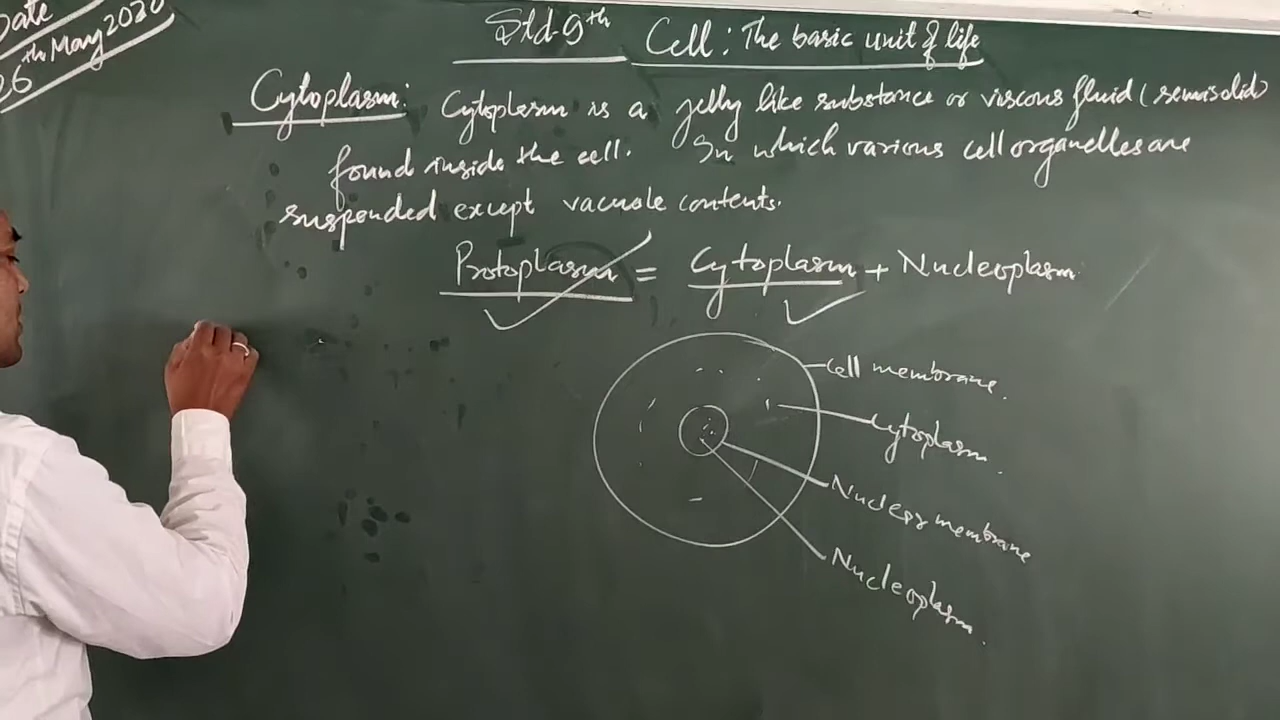 Date
26th May 2020
Std-9th Cell: The basic unit of life
Cytoplasm: Cytoplasm is a jelly like substance or viscous fluid (semisolid)
found inside the cell. In which various cell organelles are
suspended except vacuole contents.
Protoplasm = Cytoplasm + Nucleoplasm
Cell membrane.
Cytoplasm.
membrane
Nucleoplasm.